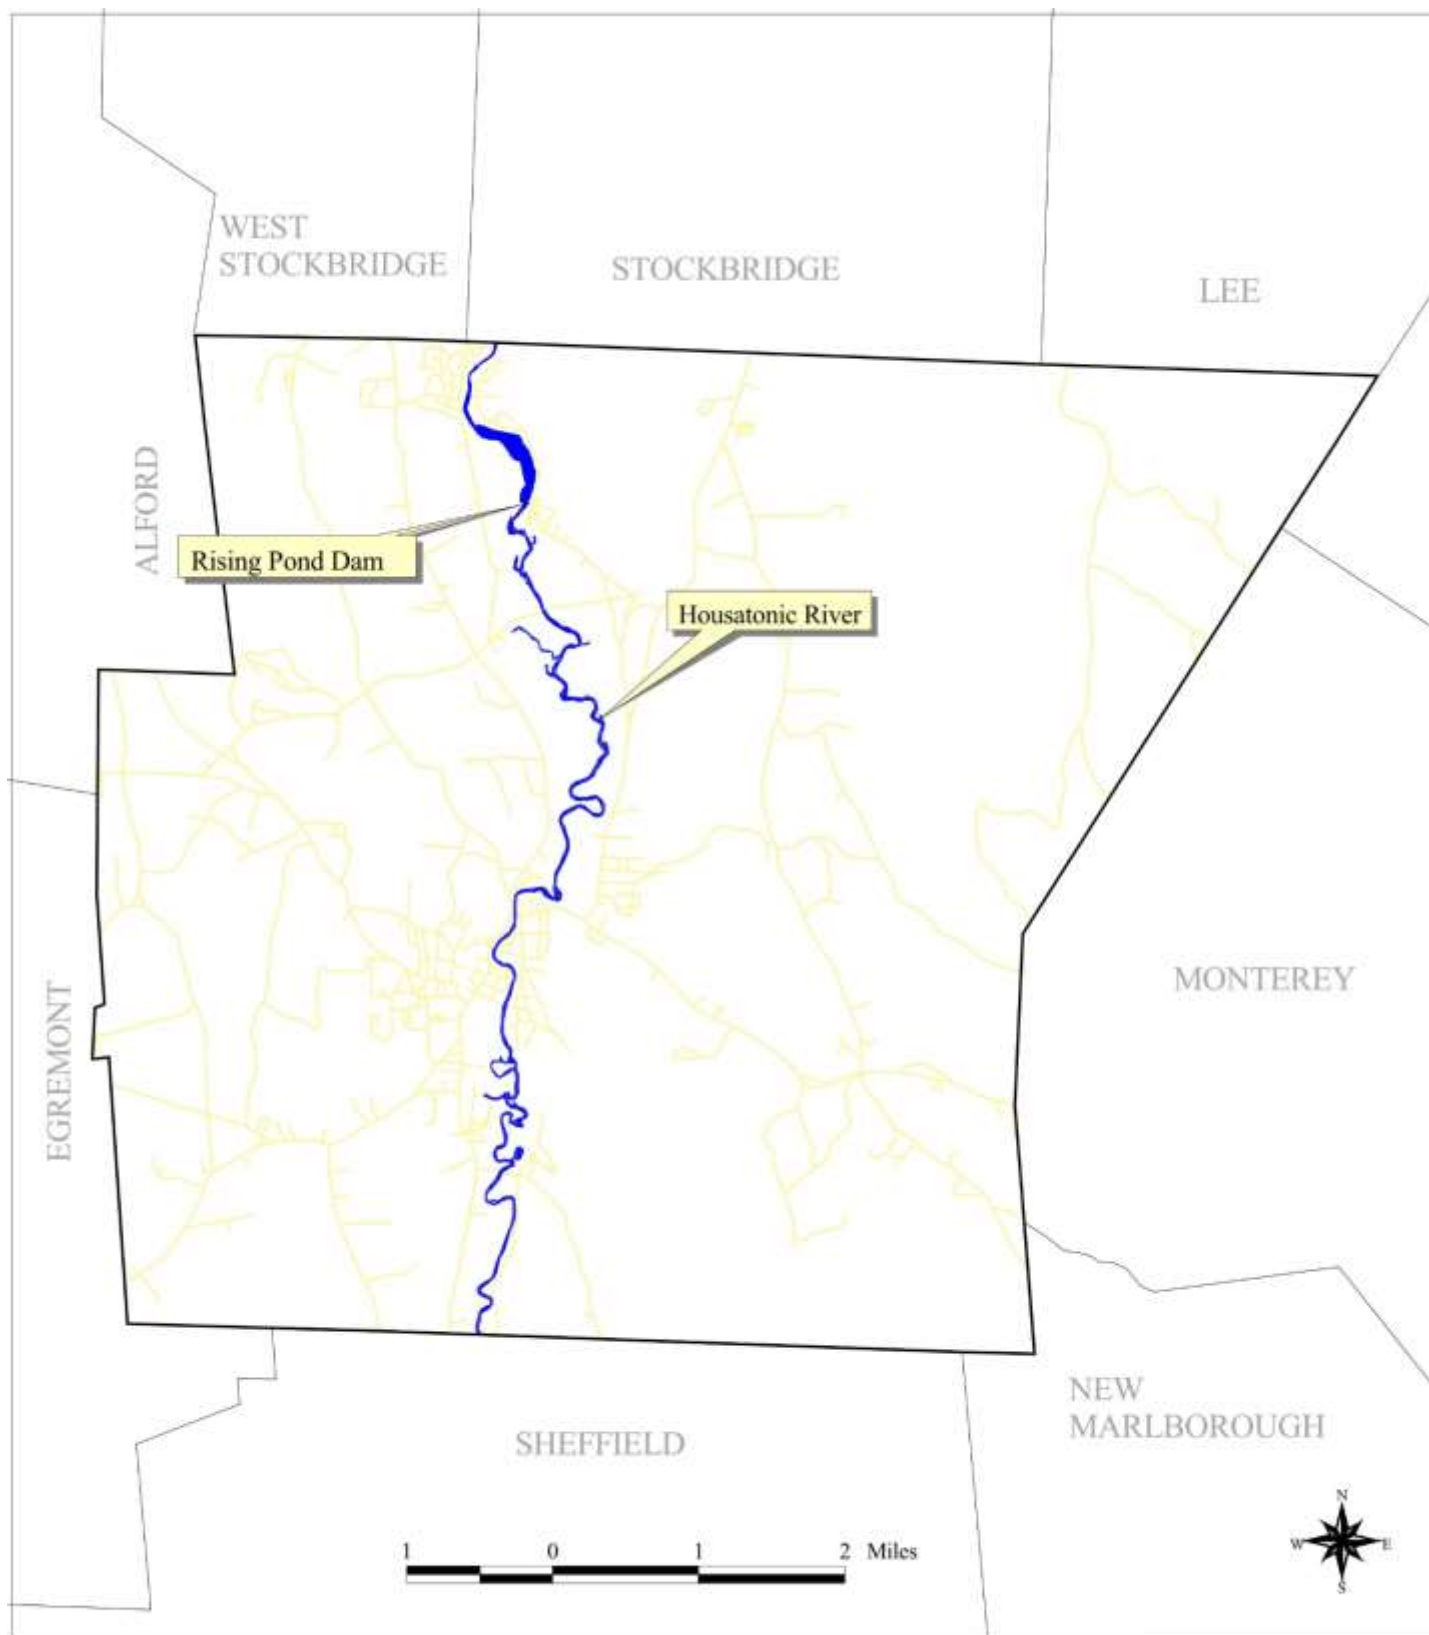 WEST
STOCKBRIDGE
STOCKBRIDGE
LEE
ALFORD
Rising Pond Dam
Housatonic River
MONTEREY
EGREMONT
NEW
MARLBOROUGH
SHEFFIELD
1 0 1 2 Miles
N
W E
S